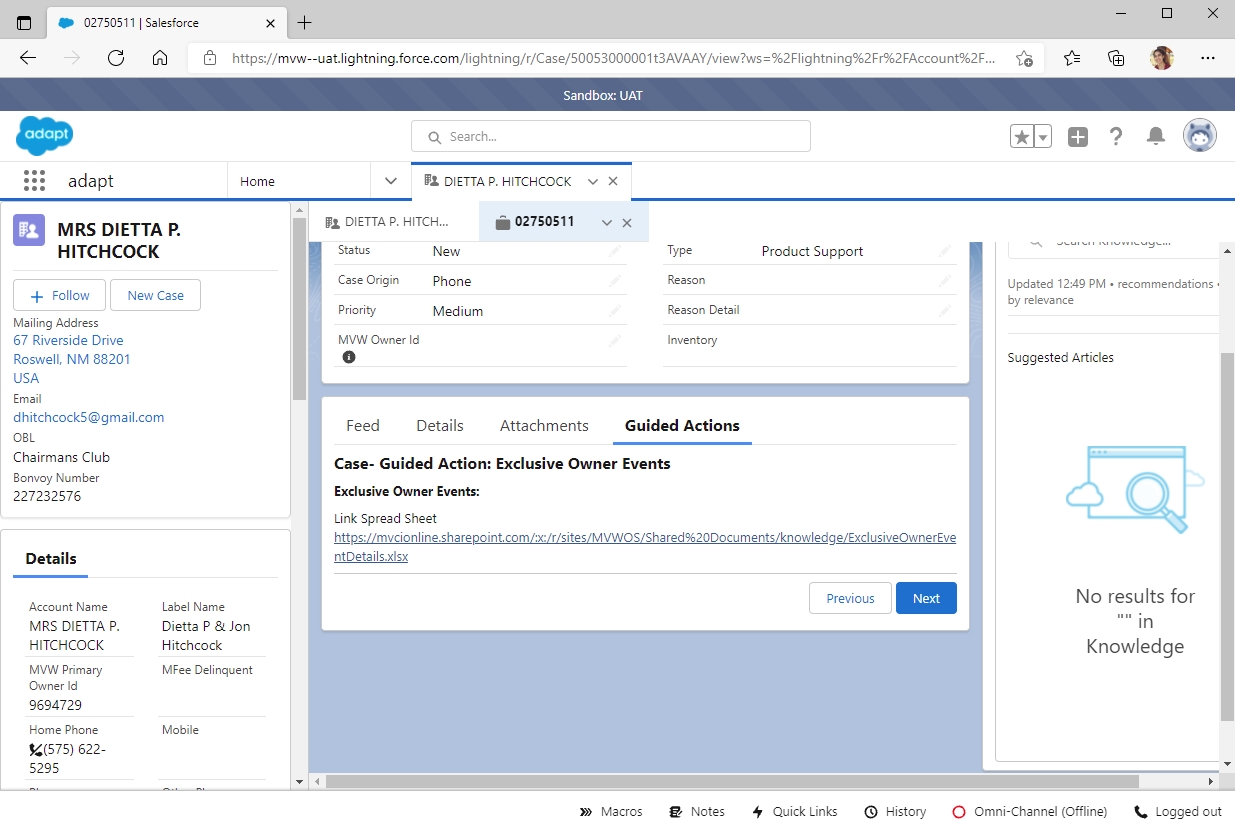 02750511 | Salesforce
https://mvw--uat.lightning.force.com/lightning/r/Case/50053000001t3AVAAY/view?ws=%2Flightning%2Fr%2FAccount%2F...
Sandbox: UAT
adapt
Search...
adapt
Home
DIETTA P. HITCHCOCK
MRS DIETTA P.
HITCHCOCK
Follow
New Case
Mailing Address
67 Riverside Drive
Roswell, NM 88201
USA
Email
dhitchcock5@gmail.com
OBL
Chairmans Club
Bonvoy Number
227232576
Details
Account Name
MRS DIETTA P.
HITCHCOCK
Label Name
Dietta P & Jon
Hitchcock
MVW Primary
Owner Id
9694729
MFee Delinquent
Home Phone
(575) 622-
5295
Mobile
DIETTA P. HITCH...
02750511
Status
New
Type
Product Support
Case Origin
Phone
Reason
Priority
Medium
Reason Detail
MVW Owner Id
Inventory
Feed
Details
Attachments
Guided Actions
Case- Guided Action: Exclusive Owner Events
Exclusive Owner Events:
Link Spread Sheet
https://mvcionline.sharepoint.com/:x:/r/sites/MVWOS/Shared%20Documents/knowledge/ExclusiveOwnerEve
ntDetails.xlsx
Previous
Next
Search Knowledge...
Updated 12:49 PM • recommendations •
by relevance
Suggested Articles
No results for
"" in
Knowledge
Macros
Notes
Quick Links
History
Omni-Channel (Offline)
Logged out